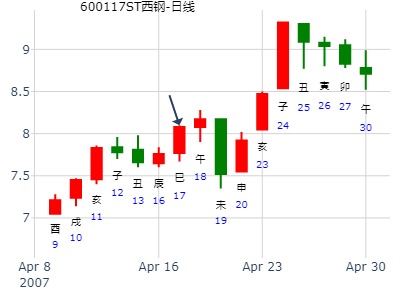 600117ST西钢-日线
9
8.5
8
7.5
7
酉
9
戌
10
亥
11
子
12
丑
13
辰
16
巳
17
午
18
未
19
申
20
亥
23
子
24
丑
25
寅
26
卯
27
午
30
Apr 8
2007
Apr 16
Apr 23
Apr 30